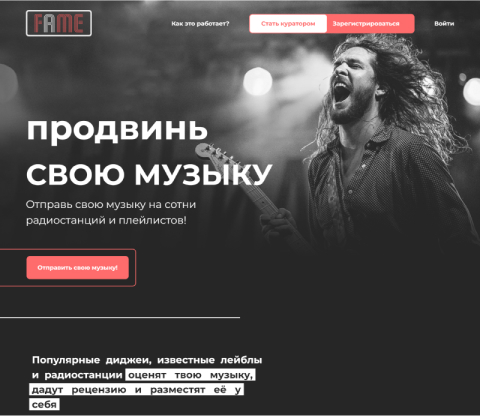 FAME
Как это работает?
Стать куратором
Зарегистрироваться
Войти
продвинь
СВОЮ МУЗЫКУ
Отправь свою музыку на сотни
радиостанций и плейлистов!
Отправить свою музыку!
Популярные диджеи, известные лейблы
и радиостанции оценят твою музыку,
дадут рецензию и разместят её у
себя